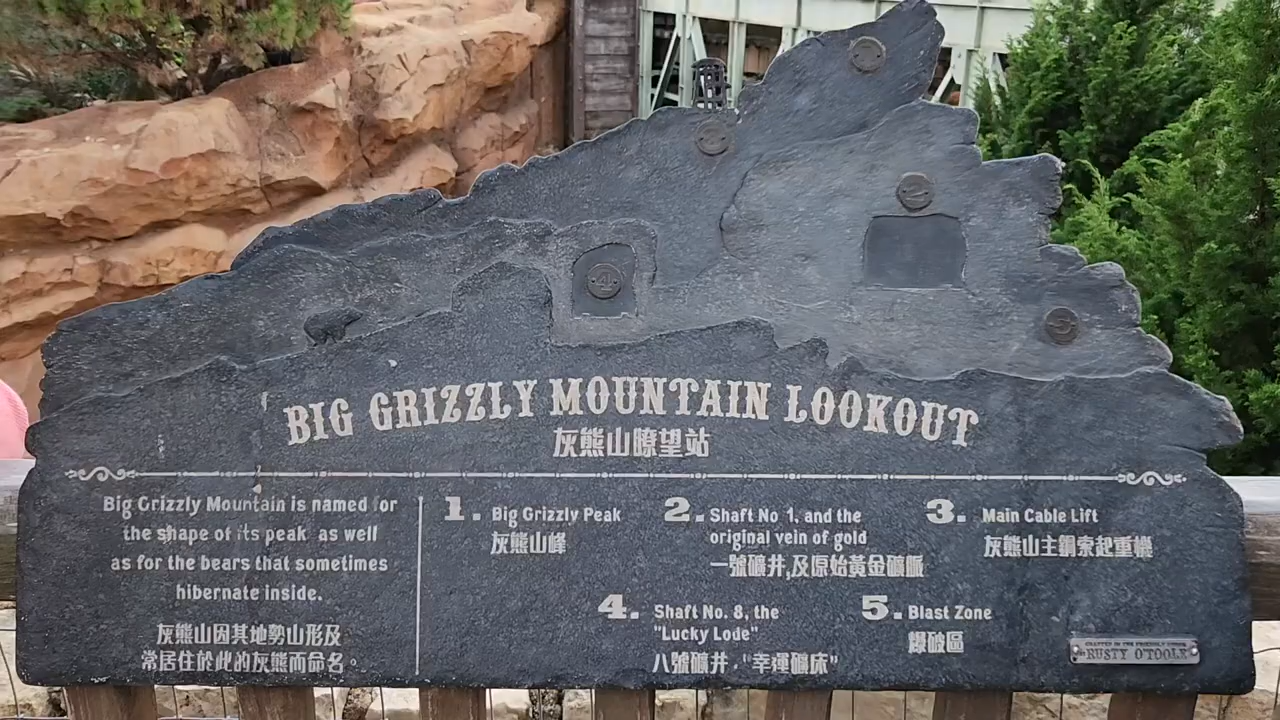 BIG GRIZZLY MOUNTAIN LOOKOUT
灰熊山瞭望站
Big Grizzly Mountain is named for
the shape of its peak as well
as for the bears that sometimes
hibernate inside.
灰熊山因其地勢山形及
常居住於此的灰熊而命名。
1. Big Grizzly Peak
灰熊山峰
2. Shaft No 1, and the
original vein of gold
一號礦井,及原始黃金礦脈
3. Main Cable Lift
灰熊山主鋼索起重機
4. Shaft No. 8, the
"Lucky Lode"
八號礦井,"幸運礦床"
5. Blast Zone
爆破區
RUSTY O'TOOLE